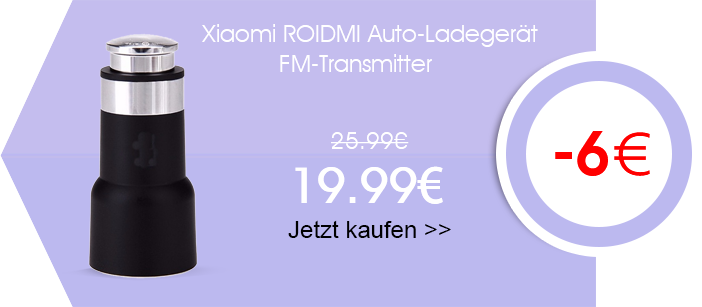 Xiaomi ROIDMI Auto-Ladegerät
FM-Transmitter
25.99€
19.99€
Jetzt kaufen >>
-6€